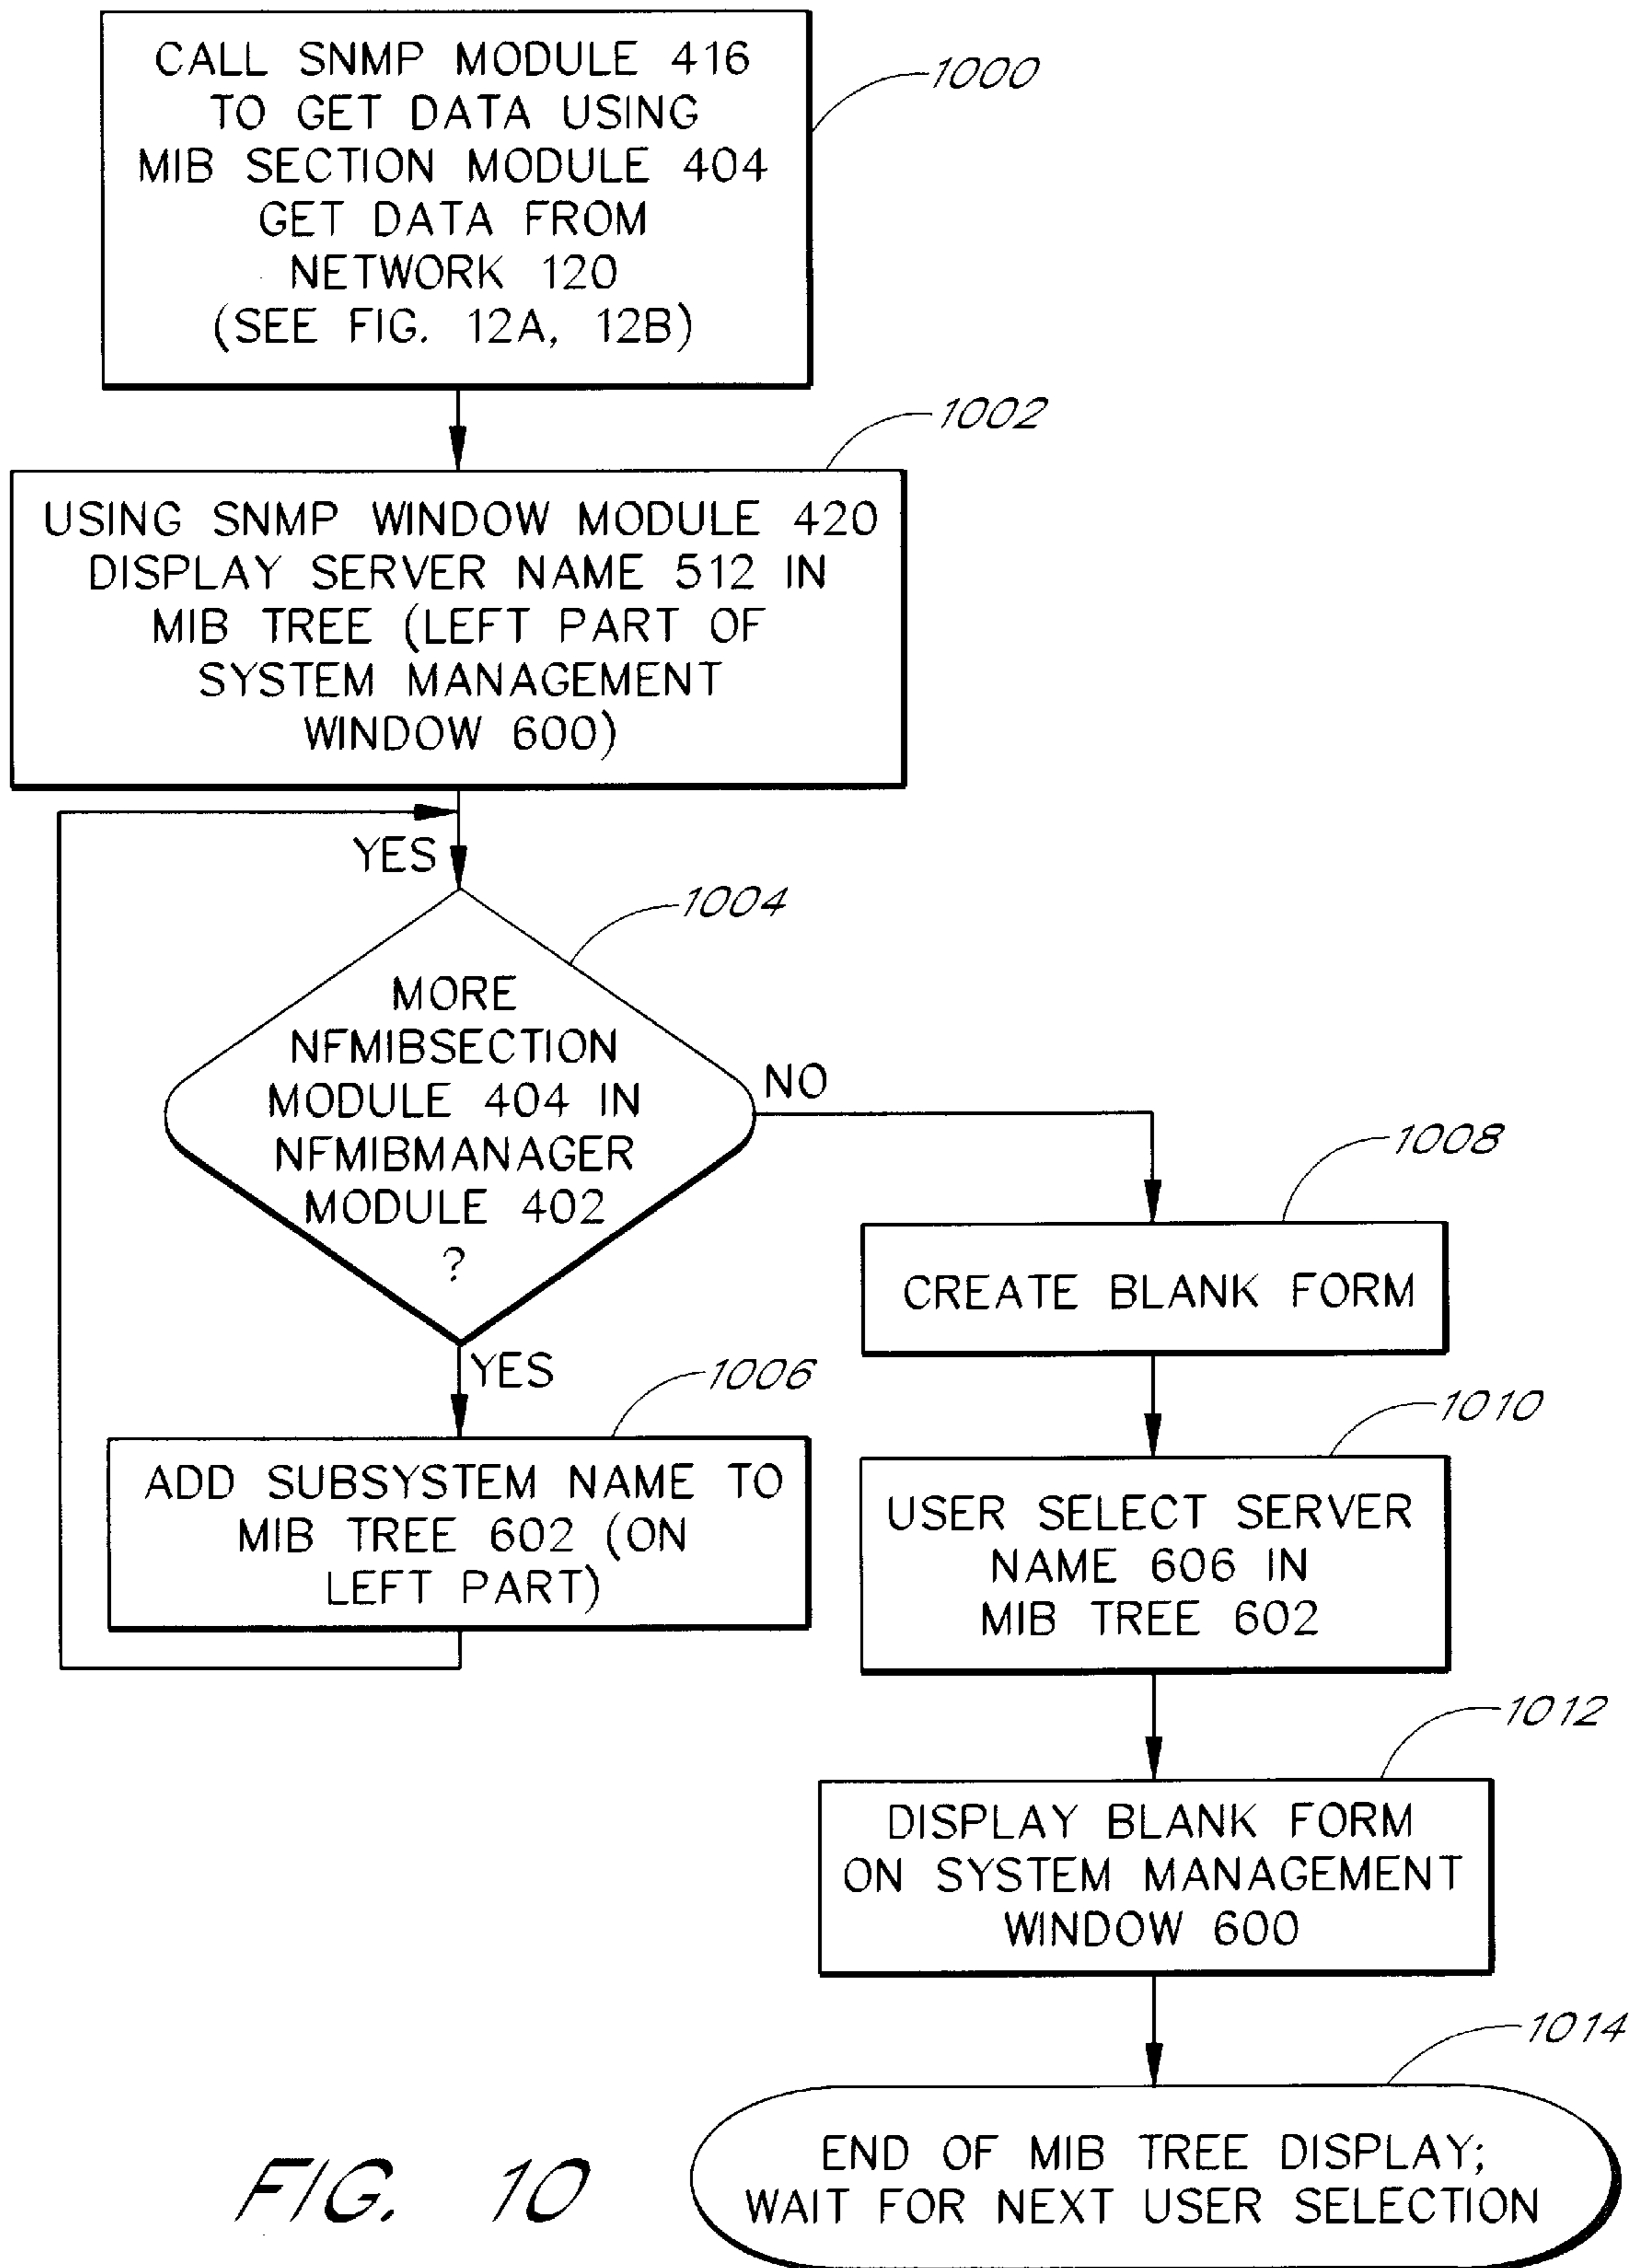 CALL SNMP MODULE 416
TO GET DATA USING
MIB SECTION MODULE 404
GET DATA FROM
NETWORK 120
(SEE FIG. 12A, 12B)
1000
1002
USING SNMP WINDOW MODULE 420
DISPLAY SERVER NAME 512 IN
MIB TREE (LEFT PART OF
SYSTEM MANAGEMENT
WINDOW 600)
YES
1004
MORE
NFMIBSECTION
MODULE 404 IN
NFMIBMANAGER
MODULE 402
?
NO
YES
1006
ADD SUBSYSTEM NAME TO
MIB TREE 602 (ON
LEFT PART)
1008
CREATE BLANK FORM
1010
USER SELECT SERVER
NAME 606 IN
MIB TREE 602
1012
DISPLAY BLANK FORM
ON SYSTEM MANAGEMENT
WINDOW 600
1014
END OF MIB TREE DISPLAY;
WAIT FOR NEXT USER SELECTION
FIG. 10